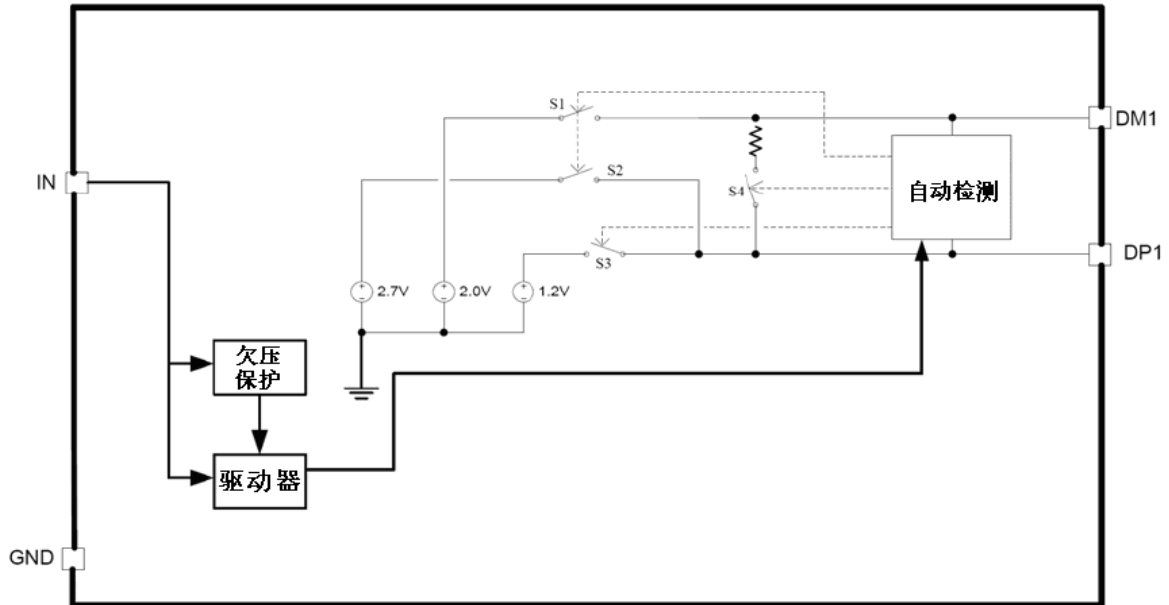 S1
DM1
IN
S2
S4
自动检测
S3
DP1
2.7V
2.0V
1.2V
欠压
保护
驱动器
GND